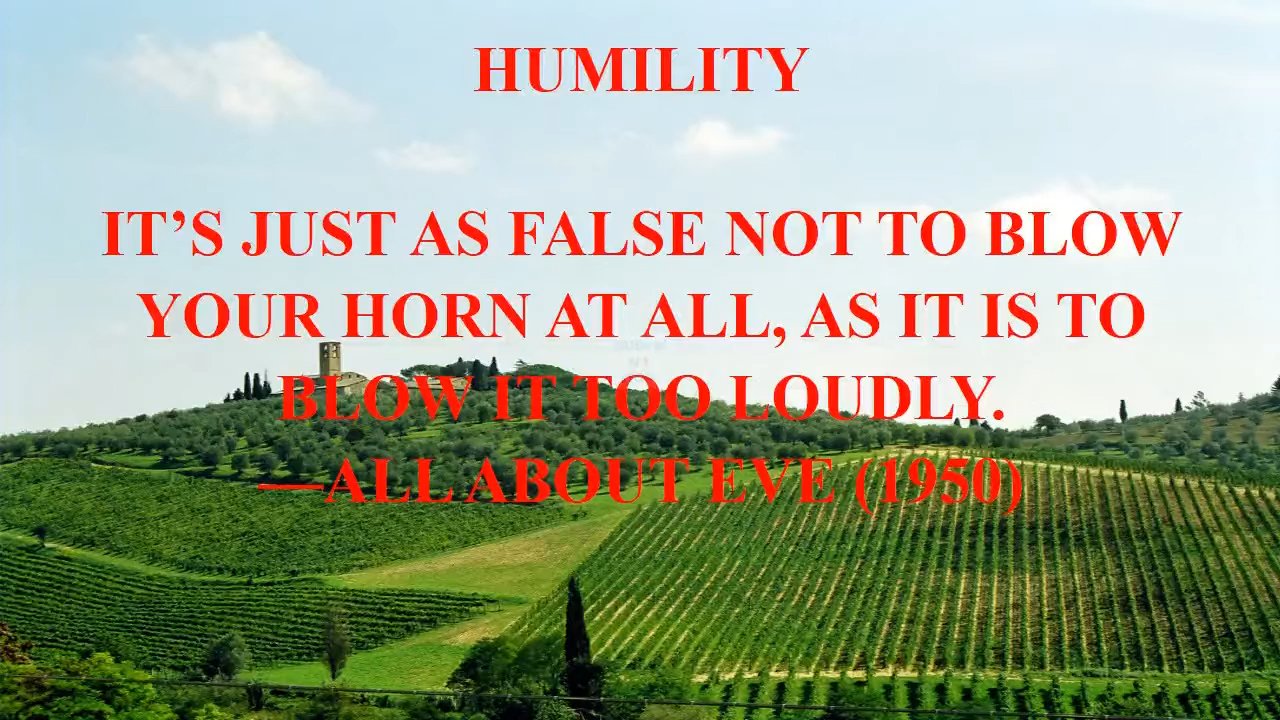 HUMILITY
IT’S JUST AS FALSE NOT TO BLOW
YOUR HORN AT ALL, AS IT IS TO
BLOW IT TOO LOUDLY.
—ALL ABOUT EVE (1950)